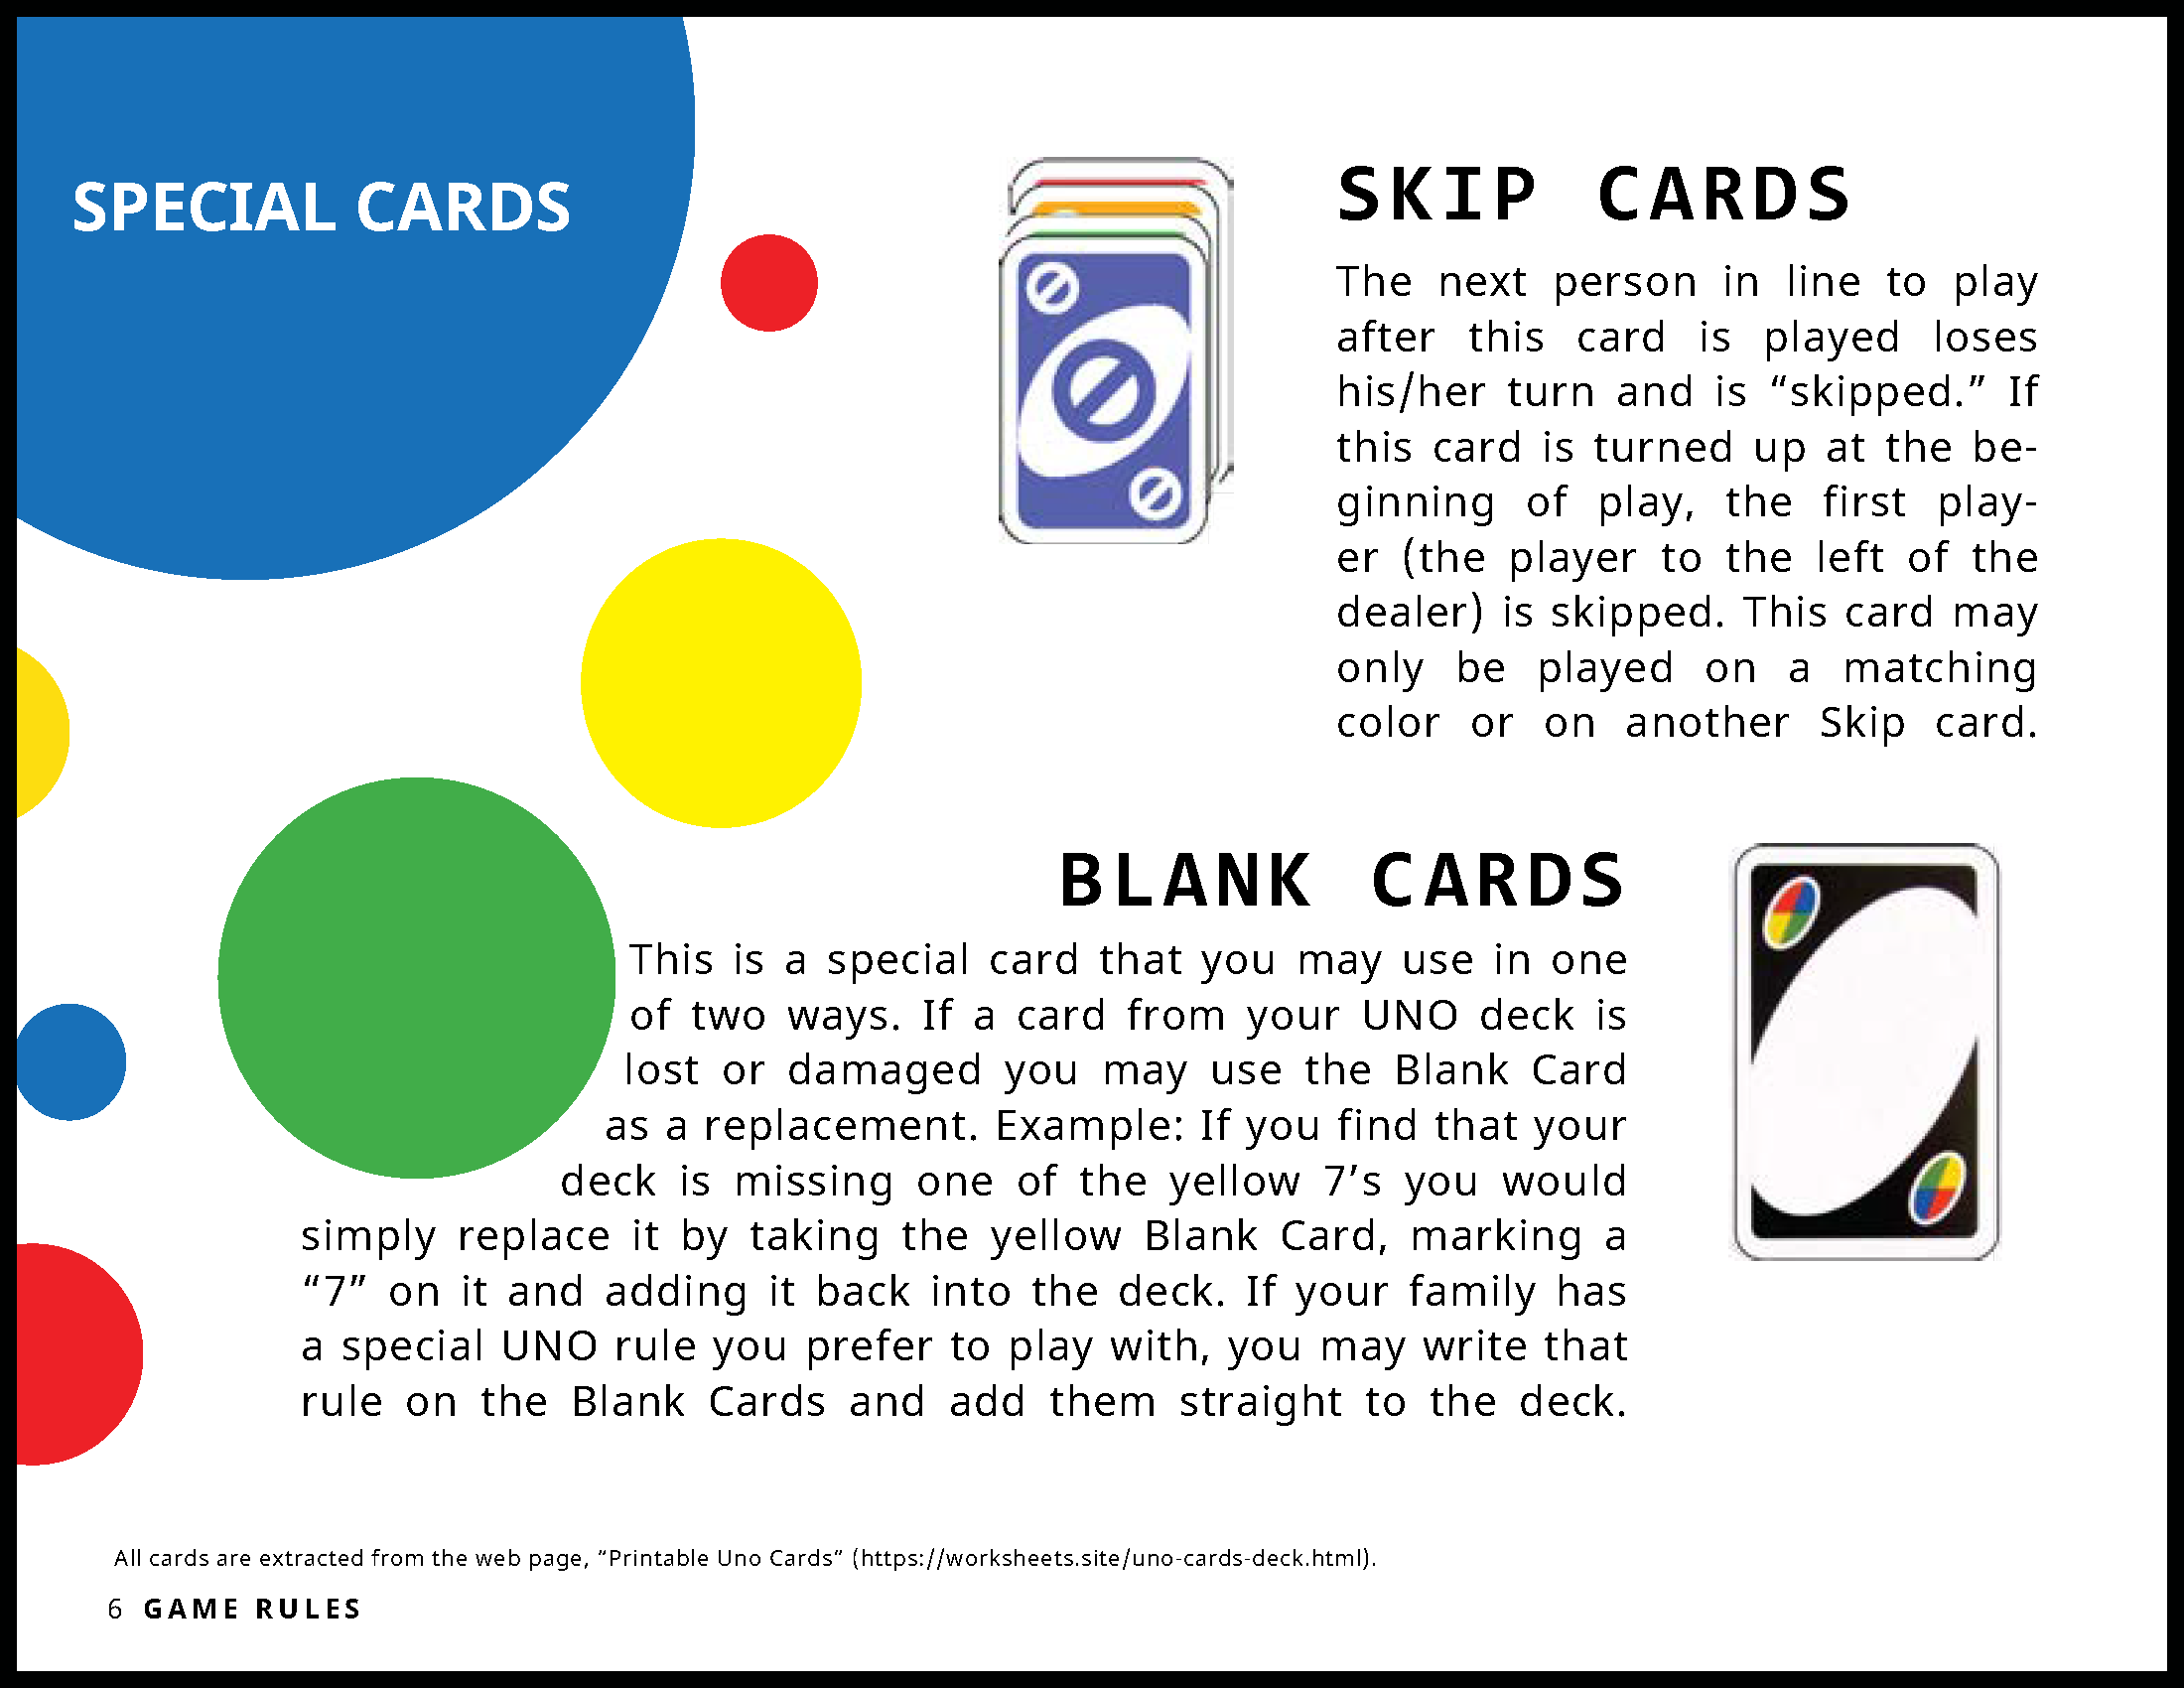 SPECIAL CARDS
SKIP CARDS
The next person in line to play
after this card is played loses
his/her turn and is “skipped.” If
this card is turned up at the be-
ginning of play, the first play-
er (the player to the left of the
dealer) is skipped. This card may
only be played on a matching
color or on another Skip card.
BLANK CARDS
This is a special card that you may use in one
of two ways. If a card from your UNO deck is
lost or damaged you may use the Blank Card
as a replacement. Example: If you find that your
deck is missing one of the yellow 7’s you would
simply replace it by taking the yellow Blank Card, marking a
“7” on it and adding it back into the deck. If your family has
a special UNO rule you prefer to play with, you may write that
rule on the Blank Cards and add them straight to the deck.
All cards are extracted from the web page, “Printable Uno Cards” (https://worksheets.site/uno-cards-deck.html).
6 GAME RULES